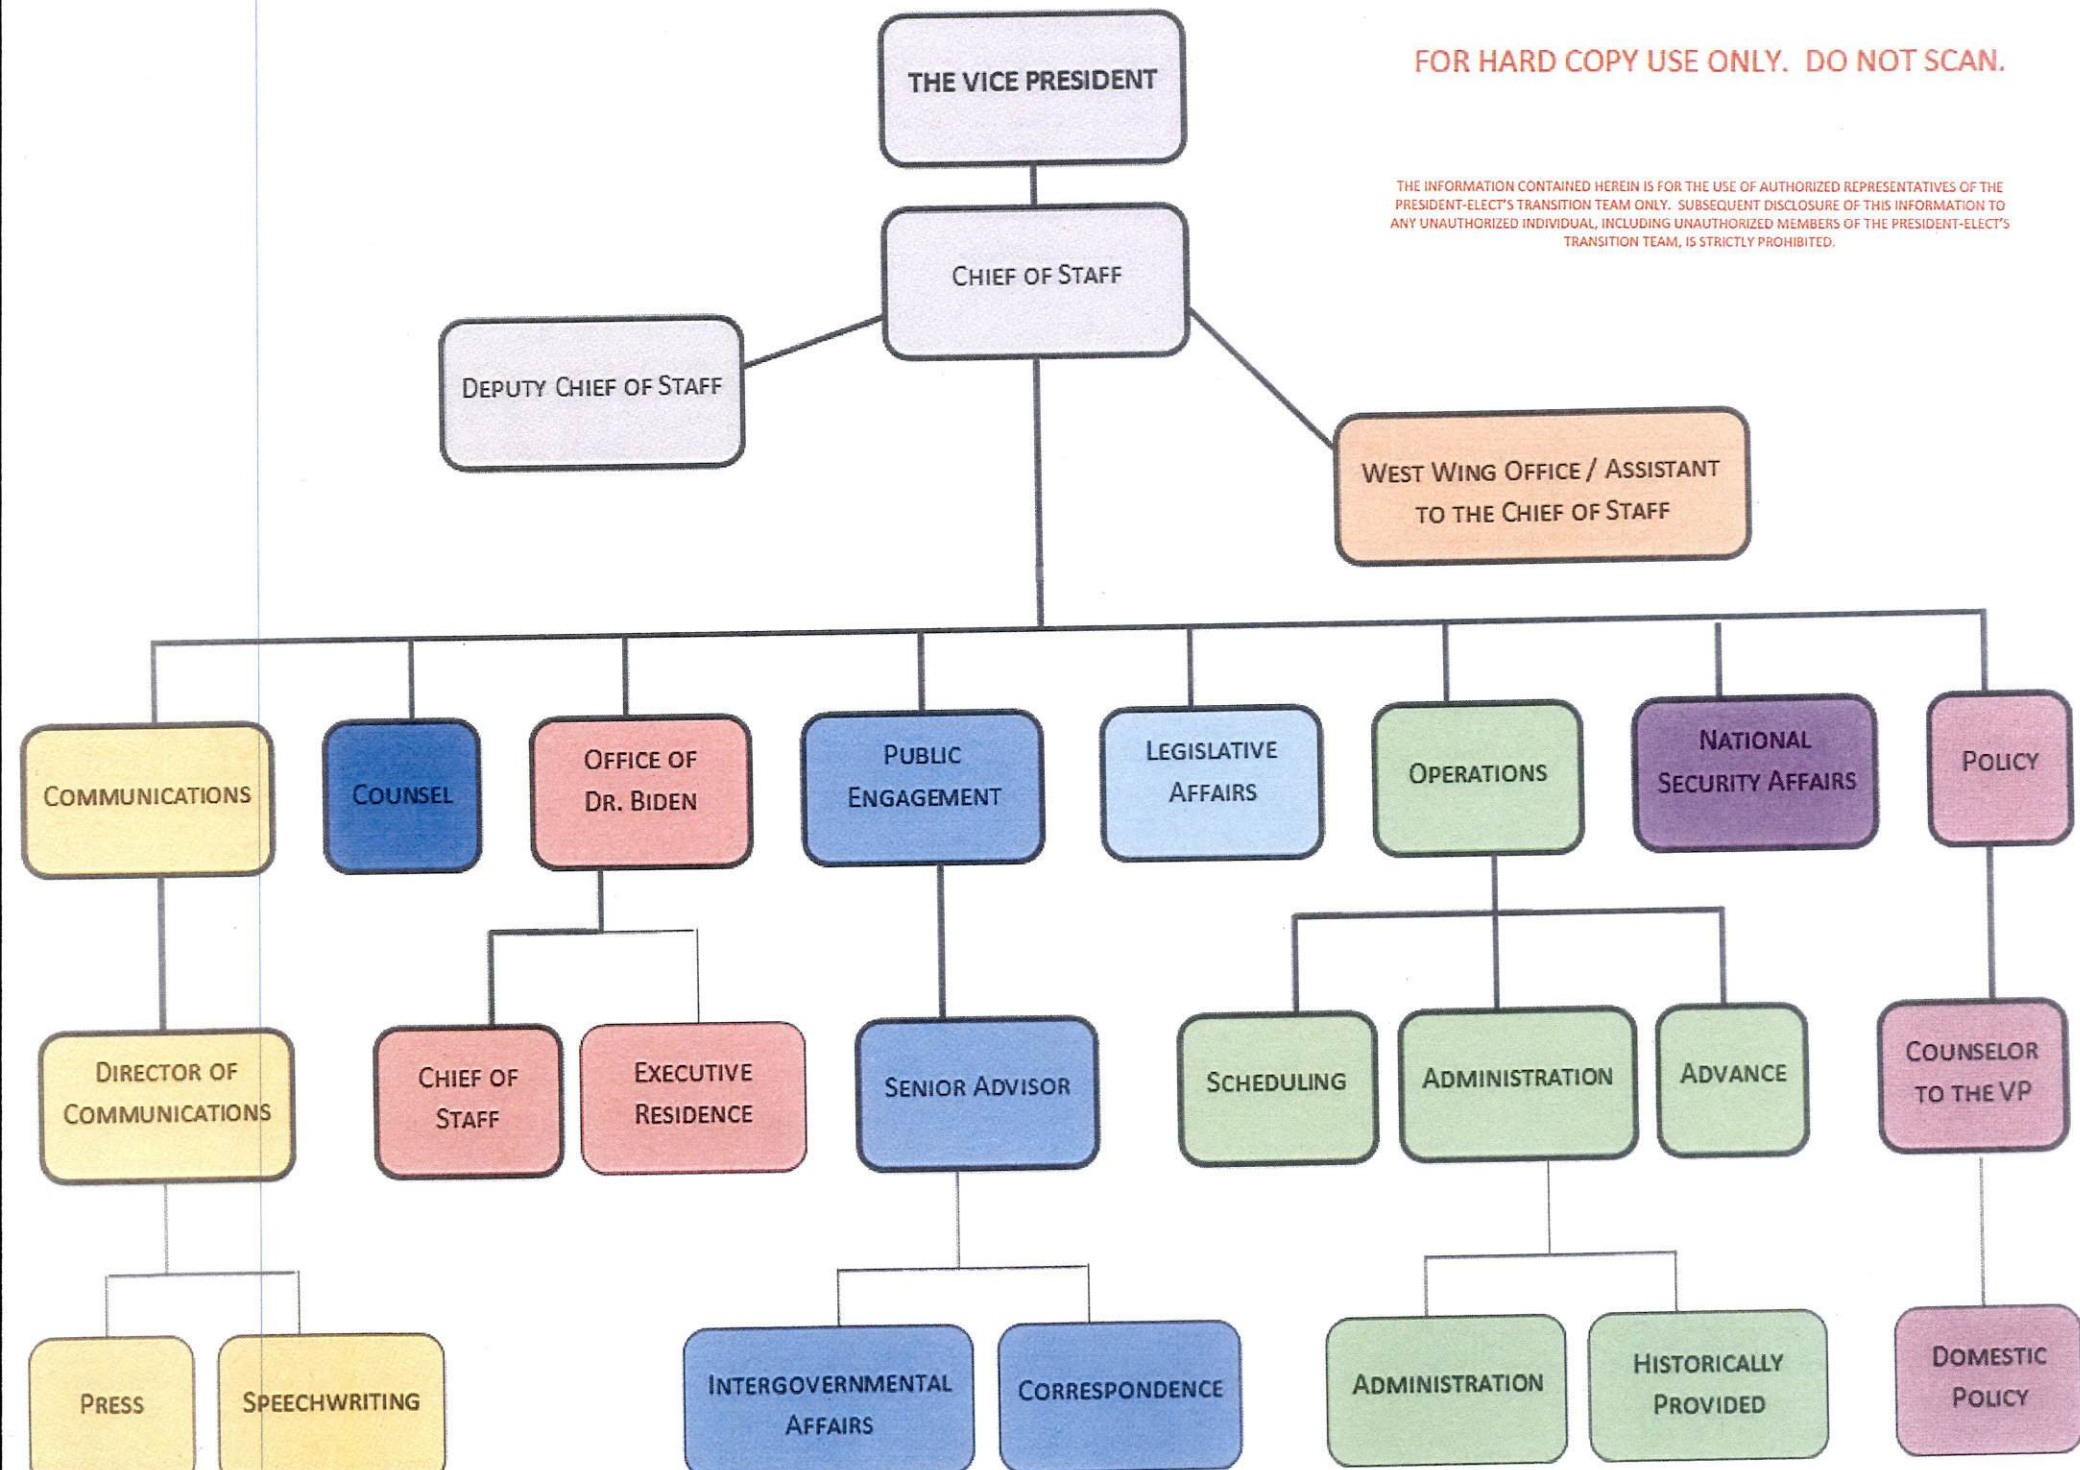 THE VICE PRESIDENT
FOR HARD COPY USE ONLY. DO NOT SCAN.
THE INFORMATION CONTAINED HEREIN IS FOR THE USE OF AUTHORIZED REPRESENTATIVES OF THE
PRESIDENT-ELECT'S TRANSITION TEAM ONLY. SUBSEQUENT DISCLOSURE OF THIS INFORMATION TO
ANY UNAUTHORIZED INDIVIDUAL, INCLUDING UNAUTHORIZED MEMBERS OF THE PRESIDENT-ELECT'S
TRANSITION TEAM, IS STRICTLY PROHIBITED.
CHIEF OF STAFF
DEPUTY CHIEF OF STAFF
WEST WING OFFICE / ASSISTANT
TO THE CHIEF OF STAFF
COMMUNICATIONS
COUNSEL
OFFICE OF
DR. BIDEN
PUBLIC
ENGAGEMENT
LEGISLATIVE
AFFAIRS
OPERATIONS
NATIONAL
SECURITY AFFAIRS
POLICY
DIRECTOR OF
COMMUNICATIONS
CHIEF OF
STAFF
EXECUTIVE
RESIDENCE
SENIOR ADVISOR
SCHEDULING
ADMINISTRATION
ADVANCE
COUNSELOR
TO THE VP
PRESS
SPEECHWRITING
INTERGOVERNMENTAL
AFFAIRS
CORRESPONDENCE
ADMINISTRATION
HISTORICALLY
PROVIDED
DOMESTIC
POLICY